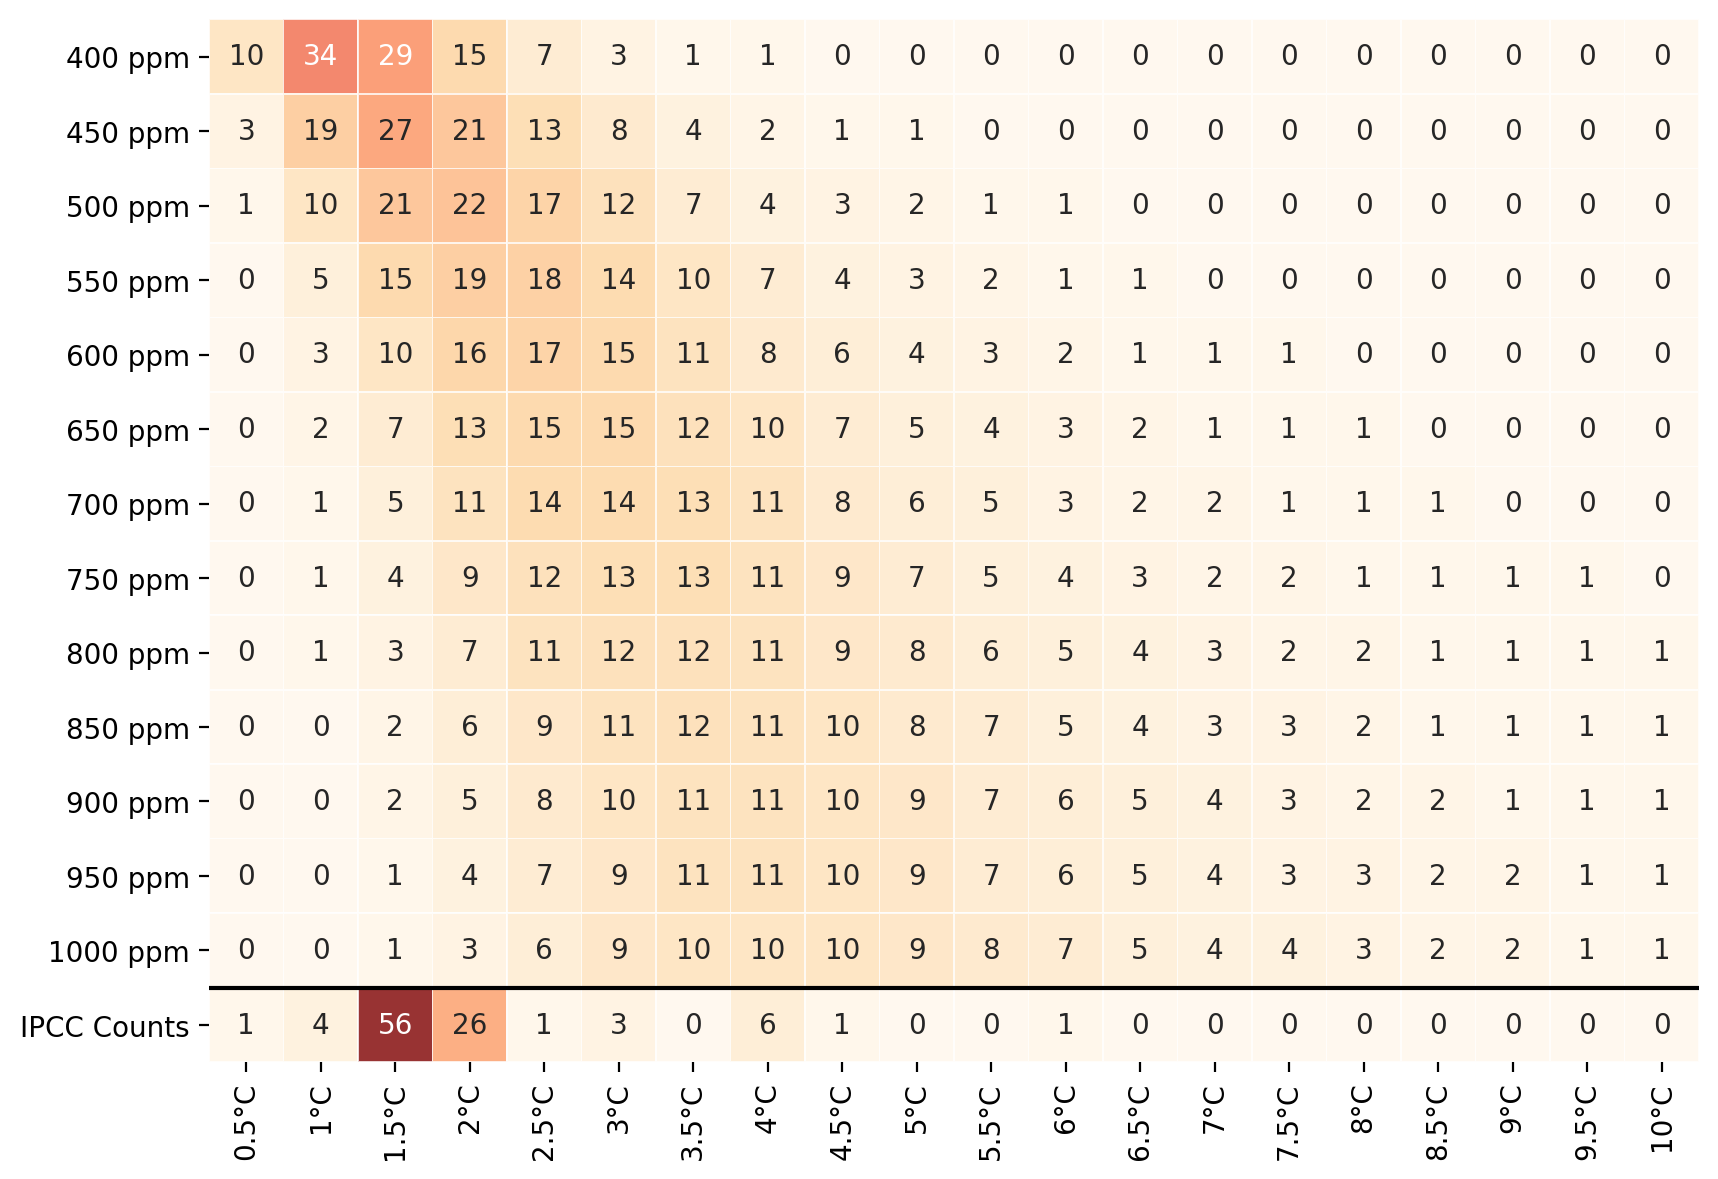 400 ppm 10 34 29 15 7 3 1 1 0 0 0 0 0 0 0 0 0 0 0 0
450 ppm 3 19 27 21 13 8 4 2 1 1 0 0 0 0 0 0 0 0 0 0
500 ppm 1 10 21 22 17 12 7 4 3 2 1 1 0 0 0 0 0 0 0 0
550 ppm 0 5 15 19 18 14 10 7 4 3 2 1 1 0 0 0 0 0 0 0
600 ppm 0 3 10 16 17 15 11 8 6 4 3 2 1 1 1 0 0 0 0 0
650 ppm 0 2 7 13 15 15 12 10 7 5 4 3 2 1 1 1 0 0 0 0
700 ppm 0 1 5 11 14 14 13 11 8 6 5 3 2 2 1 1 1 0 0 0
750 ppm 0 1 4 9 12 13 13 11 9 7 5 4 3 2 2 1 1 1 1 0
800 ppm 0 1 3 7 11 12 12 11 9 8 6 5 4 3 2 2 1 1 1 1
850 ppm 0 0 2 6 9 11 12 11 10 8 7 5 4 3 3 2 1 1 1 1
900 ppm 0 0 2 5 8 10 11 11 10 9 7 6 5 4 3 2 2 1 1 1
950 ppm 0 0 1 4 7 9 11 11 10 9 7 6 5 4 3 3 2 2 1 1
1000 ppm 0 0 1 3 6 9 10 10 10 9 8 7 5 4 4 3 2 2 1 1
IPCC Counts 1 4 56 26 1 3 0 6 1 0 0 1 0 0 0 0 0 0 0 0
0.5°C 1°C 1.5°C 2°C 2.5°C 3°C 3.5°C 4°C 4.5°C 5°C 5.5°C 6°C 6.5°C 7°C 7.5°C 8°C 8.5°C 9°C 9.5°C 10°C